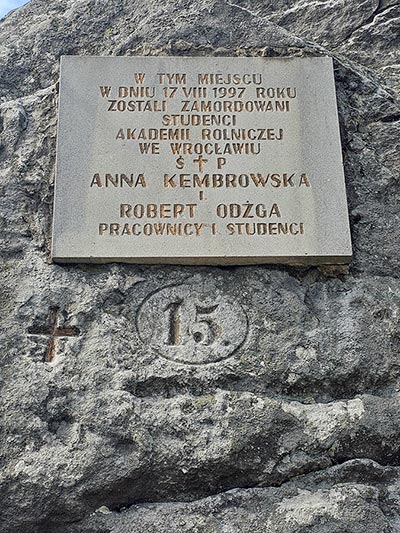 W TYM MIEJSCU
W DNIU 17 VIII 1997 ROKU
ZOSTALI ZAMORDOWANI
STUDENCI
AKADEMII ROLNICZEJ
WE WROCŁAWIU
Ś ✝ P
ANNA KEMBROWSKA
I
ROBERT ODŻGA
PRACOWNICY I STUDENCI
15.